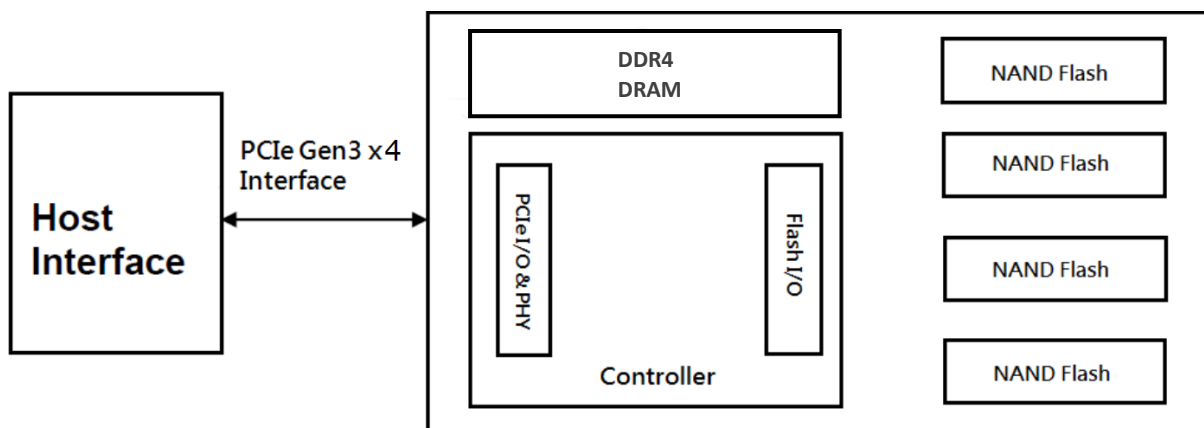 Host
Interface
PCIe Gen3 x4
Interface
DDR4
DRAM
PCIe I/O & PHY
Flash I/O
Controller
NAND Flash
NAND Flash
NAND Flash
NAND Flash